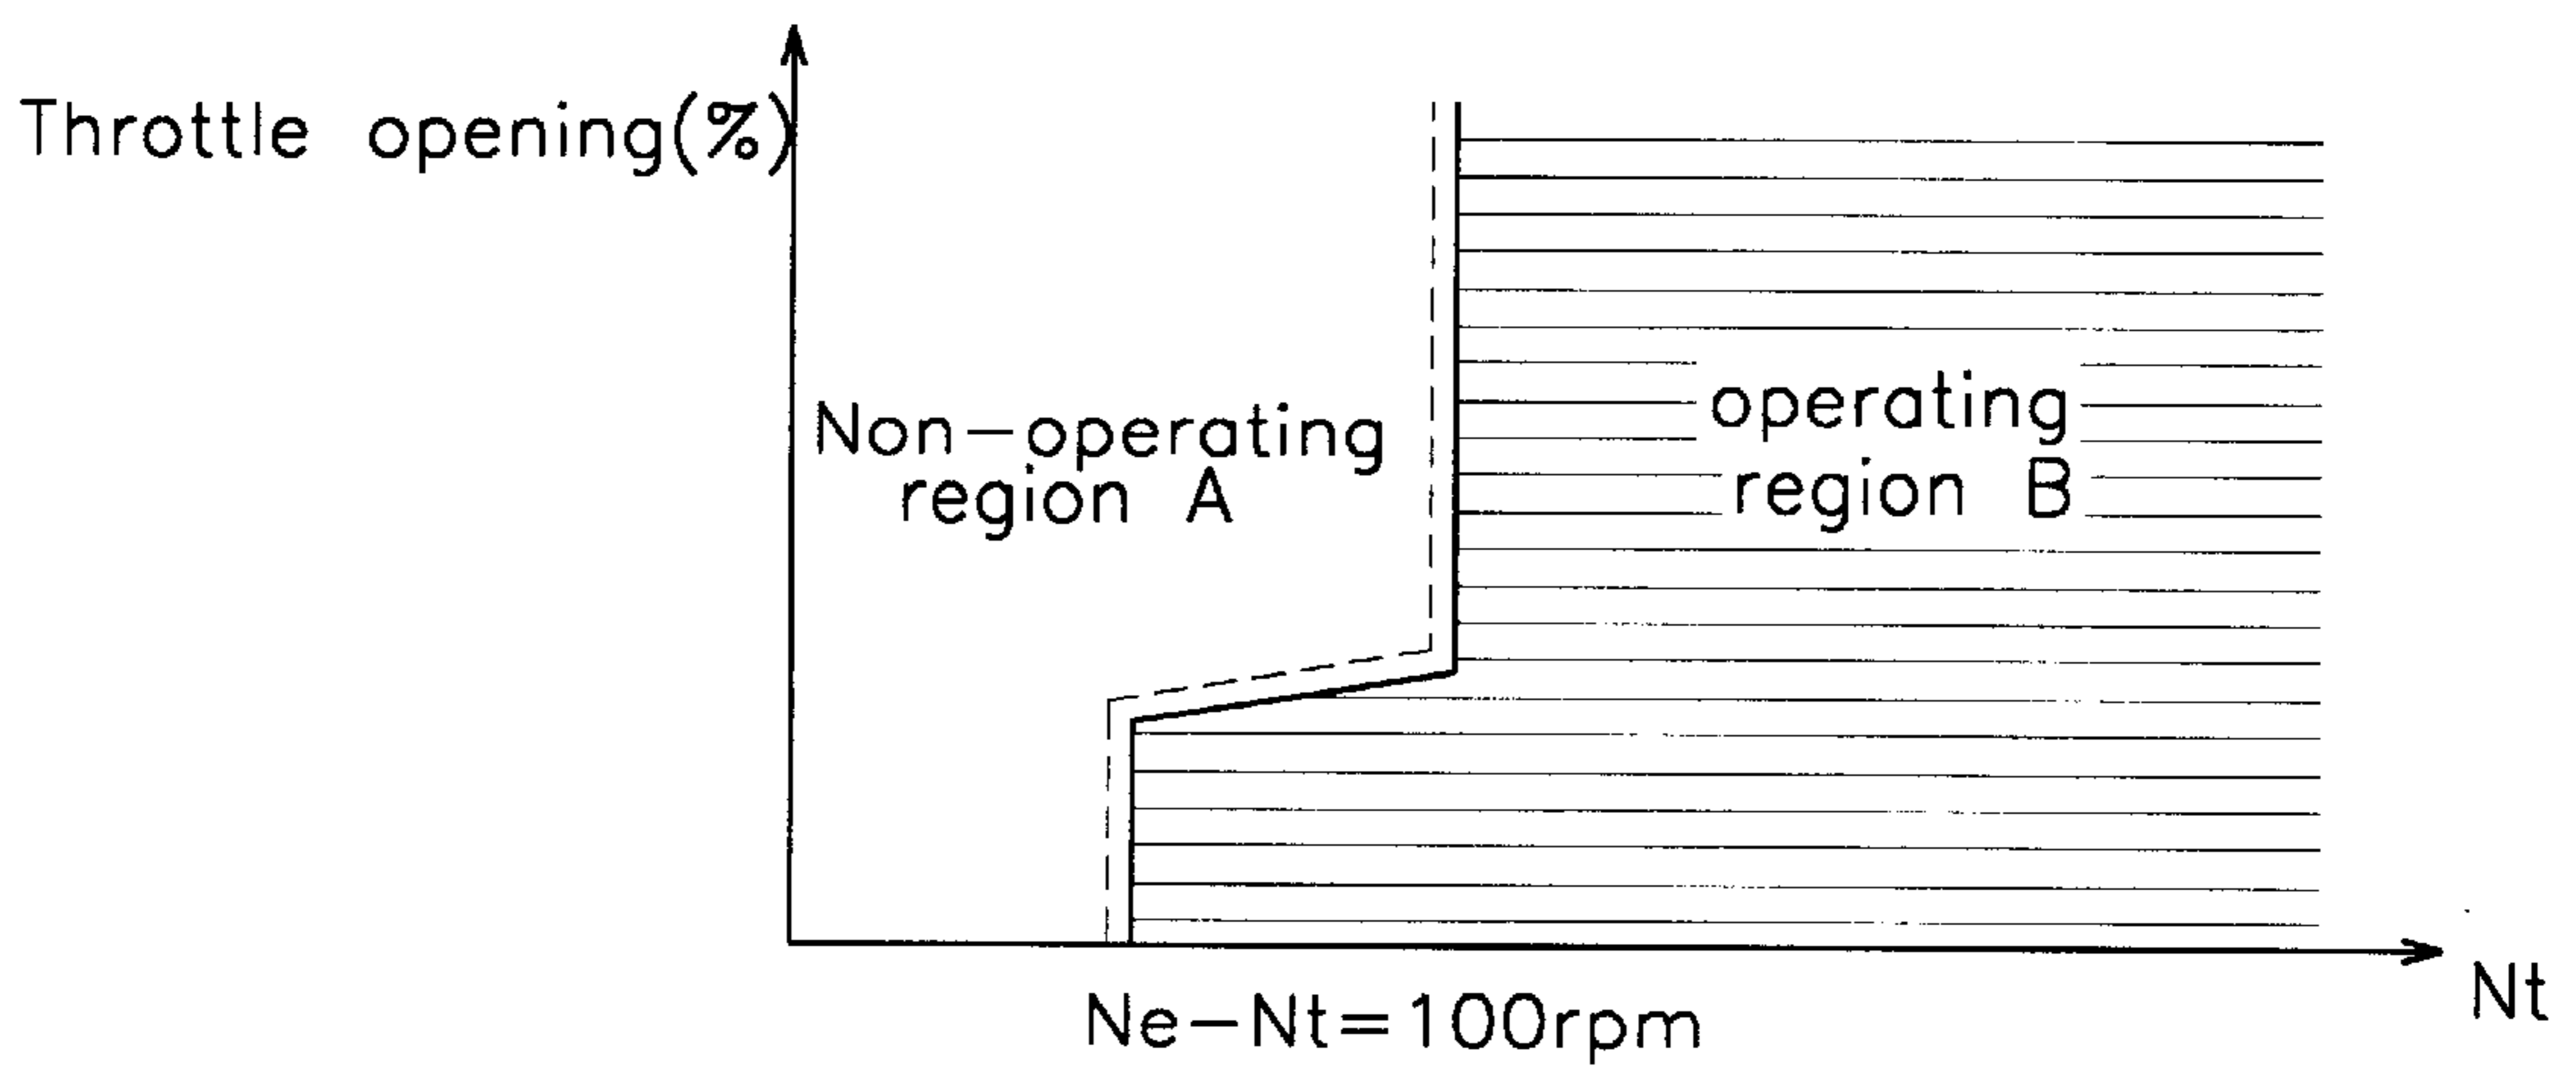 Throttle opening(%)
Non-operating
region A
operating
region B
Ne-Nt=100rpm
Nt